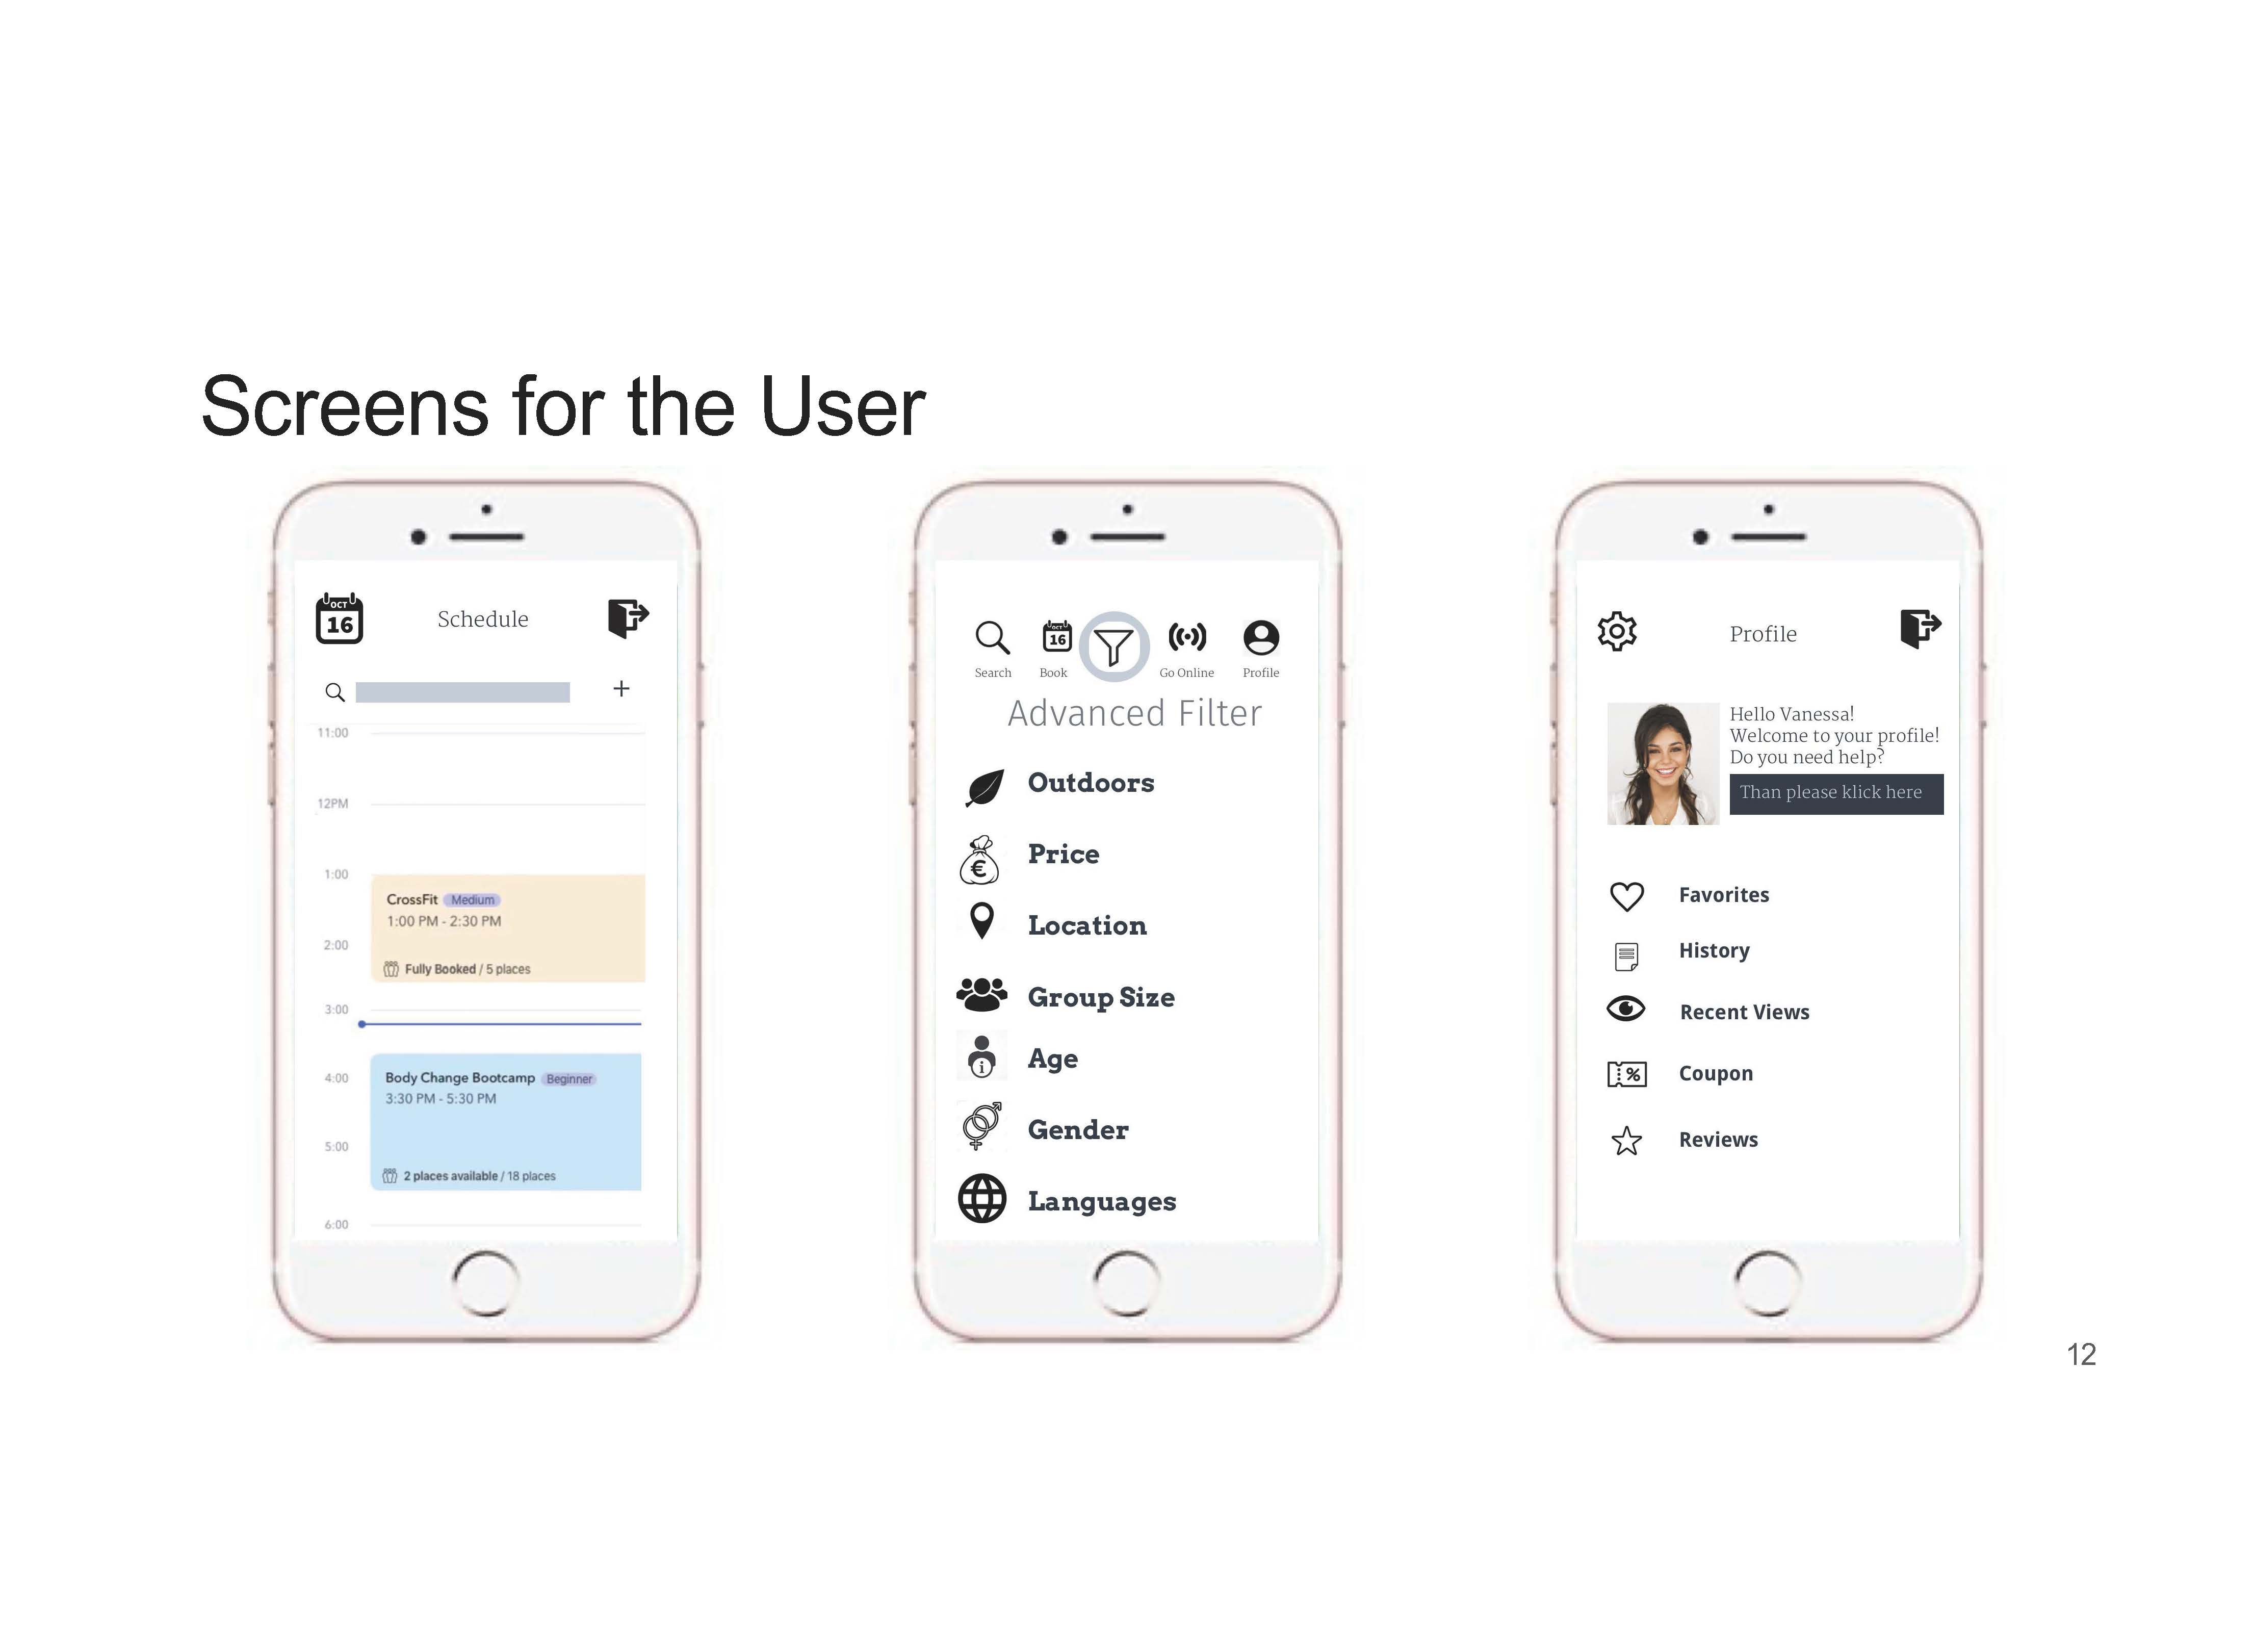 Screens for the User
OCT
16
Schedule
11:00
12PM
1:00
CrossFit Medium
1:00 PM - 2:30 PM
2:00
Fully Booked / 5 places
3:00
4:00
Body Change Bootcamp Beginner
3:30 PM - 5:30 PM
5:00
2 places available / 18 places
6:00
OCT
16
Search
Book
Go Online
Profile
Advanced Filter
Outdoors
€
Price
Location
Group Size
i
Age
Gender
Languages
Profile
Hello Vanessa!
Welcome to your profile!
Do you need help?
Than please klick here
Favorites
History
Recent Views
%
Coupon
Reviews
12